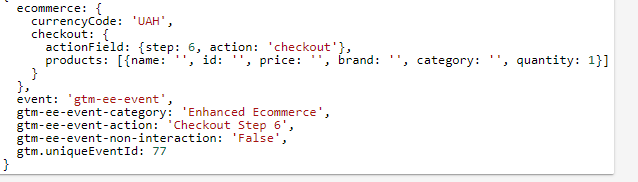 ecommerce: {
currencyCode: 'UAH',
checkout: {
actionField: {step: 6, action: 'checkout'},
products: [{name: '', id: '', price: '', brand: '', category: '', quantity: 1}]
}
},
event: 'gtm-ee-event',
gtm-ee-event-category: 'Enhanced Ecommerce',
gtm-ee-event-action: 'Checkout Step 6',
gtm-ee-event-non-interaction: 'False',
gtm.uniqueEventId: 77
}